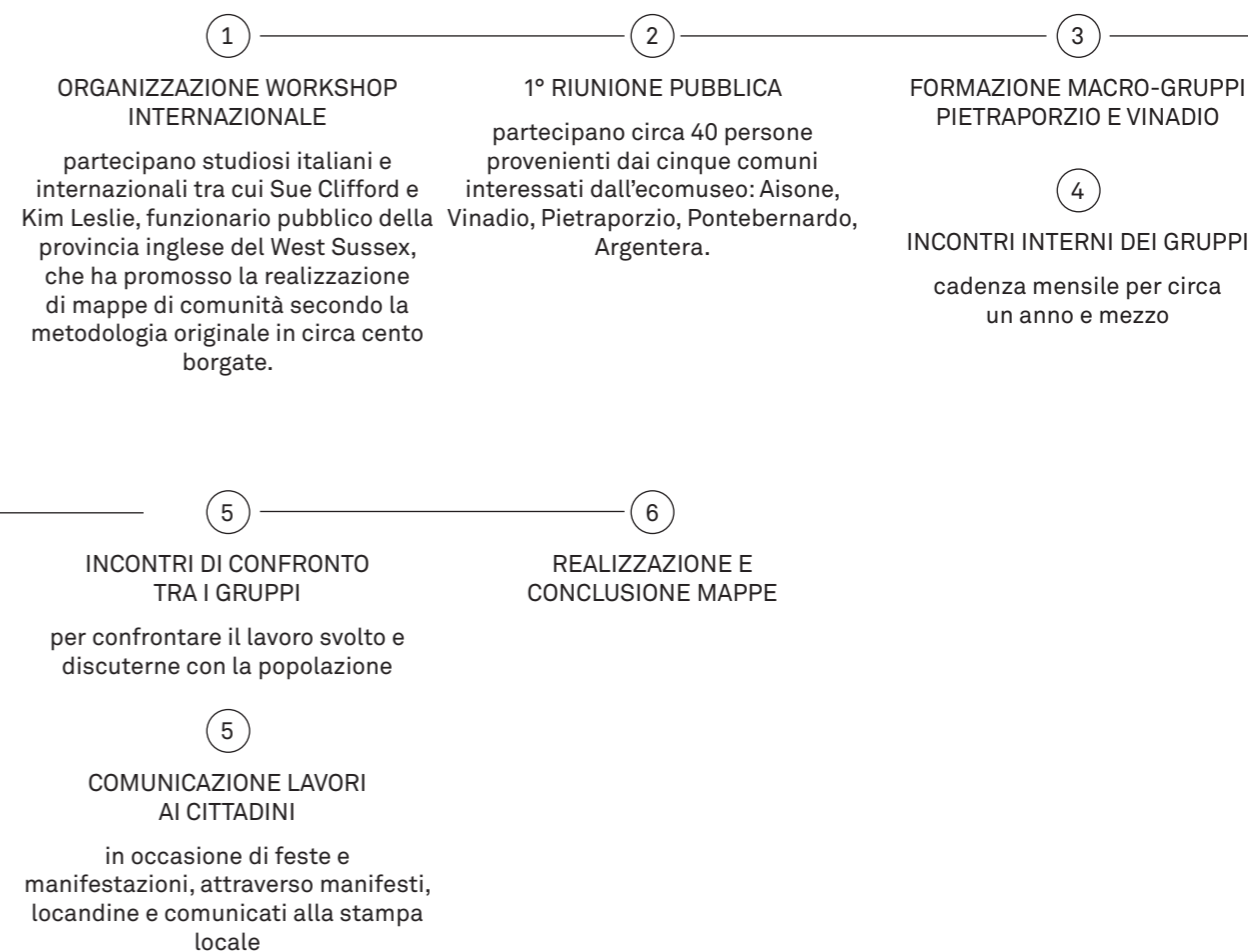 1
ORGANIZZAZIONE WORKSHOP
INTERNAZIONALE
partecipano studiosi italiani e
internazionali tra cui Sue Clifford e
Kim Leslie, funzionario pubblico della
provincia inglese del West Sussex,
che ha promosso la realizzazione
di mappe di comunità secondo la
metodologia originale in circa cento
borgate.
2
1° RIUNIONE PUBBLICA
partecipano circa 40 persone
provenienti dai cinque comuni
interessati dall’ecomuseo: Aisone,
Vinadio, Pietraporzio, Pontebernardo,
Argentera.
3
FORMAZIONE MACRO-GRUPPI
PIETRAPORZIO E VINADIO
4
INCONTRI INTERNI DEI GRUPPI
cadenza mensile per circa
un anno e mezzo
5
INCONTRI DI CONFRONTO
TRA I GRUPPI
per confrontare il lavoro svolto e
discuterne con la popolazione
5
COMUNICAZIONE LAVORI
AI CITTADINI
in occasione di feste e
manifestazioni, attraverso manifesti,
locandine e comunicati alla stampa
locale
6
REALIZZAZIONE E
CONCLUSIONE MAPPE